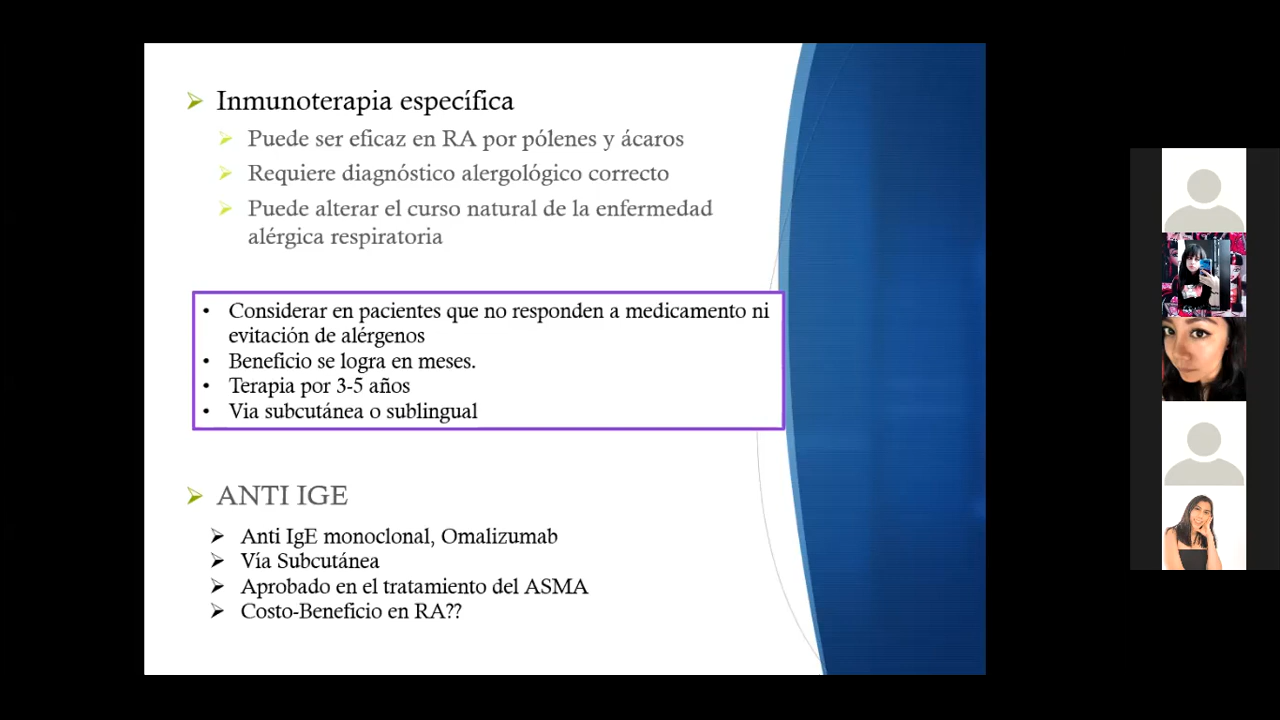 Inmunoterapia específica
Puede ser eficaz en RA por pólenes y ácaros
Requiere diagnóstico alergológico correcto
Puede alterar el curso natural de la enfermedad
alérgica respiratoria
• Considerar en pacientes que no responden a medicamento ni
evitación de alérgenos
• Beneficio se logra en meses.
• Terapia por 3-5 años
• Via subcutánea o sublingual
ANTI IGE
Anti IgE monoclonal, Omalizumab
Vía Subcutánea
Aprobado en el tratamiento del ASMA
Costo-Beneficio en RA??